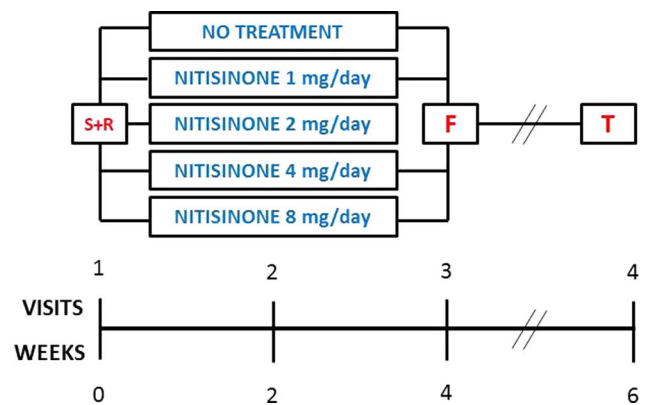 NO TREATMENT
NITISINONE 1 mg/day
S+R NITISINONE 2 mg/day F T
NITISINONE 4 mg/day
NITISINONE 8 mg/day
1 2 3 4
VISITS
WEEKS
0 2 4 6